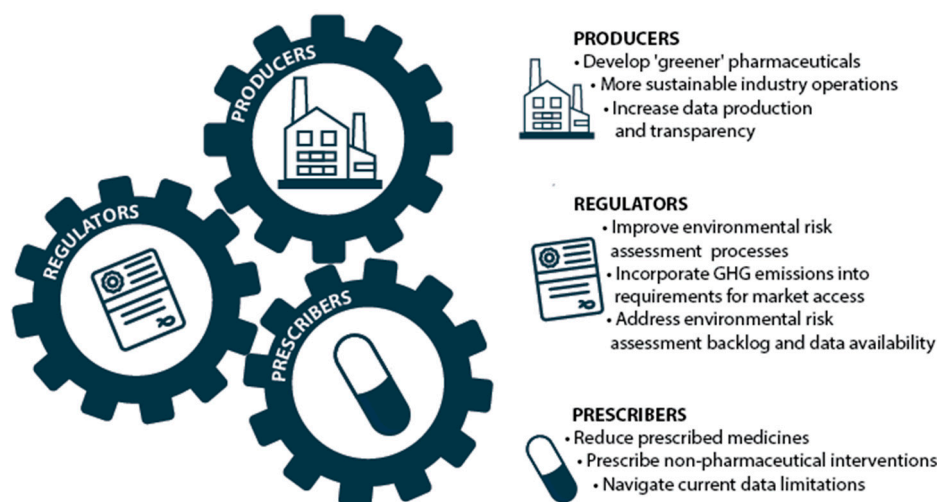 PRODUCERS
REGULATORS
PRESCRIBERS
PRODUCERS
• Develop 'greener' pharmaceuticals
• More sustainable industry operations
• Increase data production
and transparency
REGULATORS
• Improve environmental risk
assessment processes
• Incorporate GHG emissions into
requirements for market access
• Address environmental risk
assessment backlog and data availability
PRESCRIBERS
• Reduce prescribed medicines
• Prescribe non-pharmaceutical interventions
• Navigate current data limitations